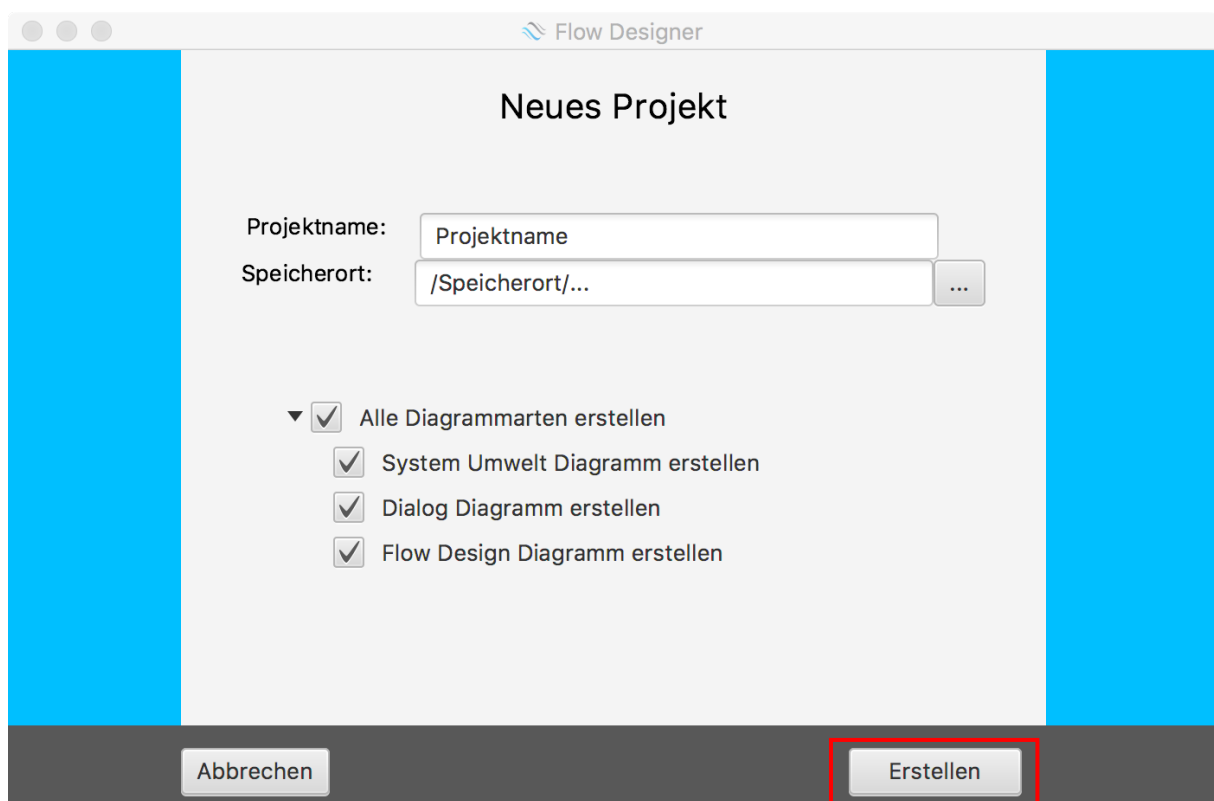 Flow Designer
Neues Projekt
Projektname: Projektname
Speicherort: /Speicherort/... ...
Alle Diagrammarten erstellen
System Umwelt Diagramm erstellen
Dialog Diagramm erstellen
Flow Design Diagramm erstellen
Abbrechen Erstellen